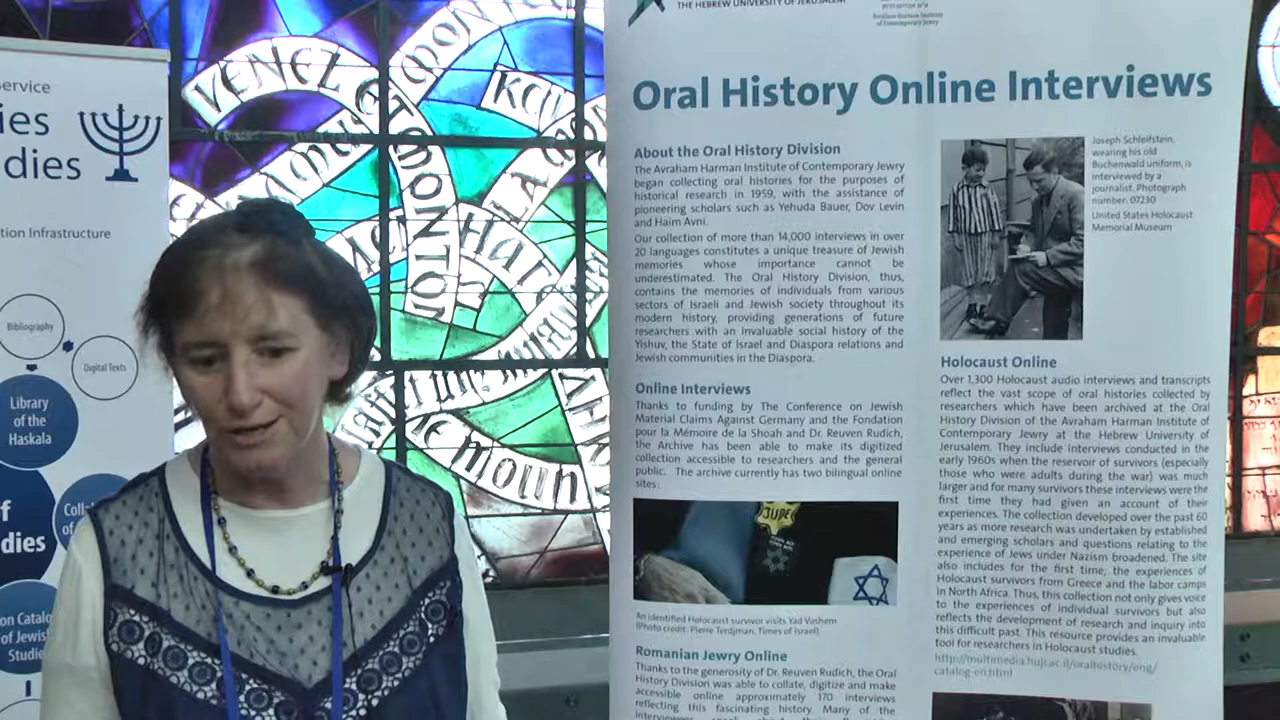 ervice
ies
dies
tion Infrastructure
Bibliography
Digital Texts
Library
of the
Haskala
f
dies
Coll
of
on Catalo
of Jewis
Studie
VENEZ ET MONTONS
THE HEBREW UNIVERSITY OF JERUSALEM
Avraham Harman Institute
of Contemporary Jewry
Oral History Online Interviews
About the Oral History Division
The Avraham Harman Institute of Contemporary Jewry
began collecting oral histories for the purposes of
historical research in 1959, with the assistance of
pioneering scholars such as Yehuda Bauer, Dov Levin
and Haim Avni.
Our collection of more than 14,000 interviews in over
20 languages constitutes a unique treasure of Jewish
memories whose importance cannot be
underestimated. The Oral History Division, thus,
contains the memories of individuals from various
sectors of Israeli and Jewish society throughout its
modern history, providing generations of future
researchers with an invaluable social history of the
Yishuv, the State of Israel and Diaspora relations and
Jewish communities in the Diaspora.
Online Interviews
Thanks to funding by The Conference on Jewish
Material Claims Against Germany and the Fondation
pour la Mémoire de la Shoah and Dr. Reuven Rudich,
the Archive has been able to make its digitized
collection accessible to researchers and the general
public. The archive currently has two bilingual online
sites:
JUDE
An identified Holocaust survivor visits Yad Vashem
(Photo credit: Pierre Terdjman, Times of Israel)
Romanian Jewry Online
Thanks to the generosity of Dr. Reuven Rudich, the Oral
History Division was able to collate, digitize and make
accessible online approximately 170 interviews
reflecting this fascinating history. Many of the
Joseph Schleifstein,
wearing his old
Buchenwald uniform, is
interviewed by a
journalist. Photograph
number: 07230
United States Holocaust
Memorial Museum
Holocaust Online
Over 1,300 Holocaust audio interviews and transcripts
reflect the vast scope of oral histories collected by
researchers which have been archived at the Oral
History Division of the Avraham Harman Institute of
Contemporary Jewry at the Hebrew University of
Jerusalem. They include interviews conducted in the
early 1960s when the reservoir of survivors (especially
those who were adults during the war) was much
larger and for many survivors these interviews were the
first time they had given an account of their
experiences. The collection developed over the past 60
years as more research was undertaken by established
and emerging scholars and questions relating to the
experience of Jews under Nazism broadened. The site
also includes for the first time, the experiences of
Holocaust survivors from Greece and the labor camps
in North Africa. Thus, this collection not only gives voice
to the experiences of individual survivors but also
reflects the development of research and inquiry into
this difficult past. This resource provides an invaluable
tool for researchers in Holocaust studies.
http://multimedia.huji.ac.il/oralhistory/eng/
catalog-en.html